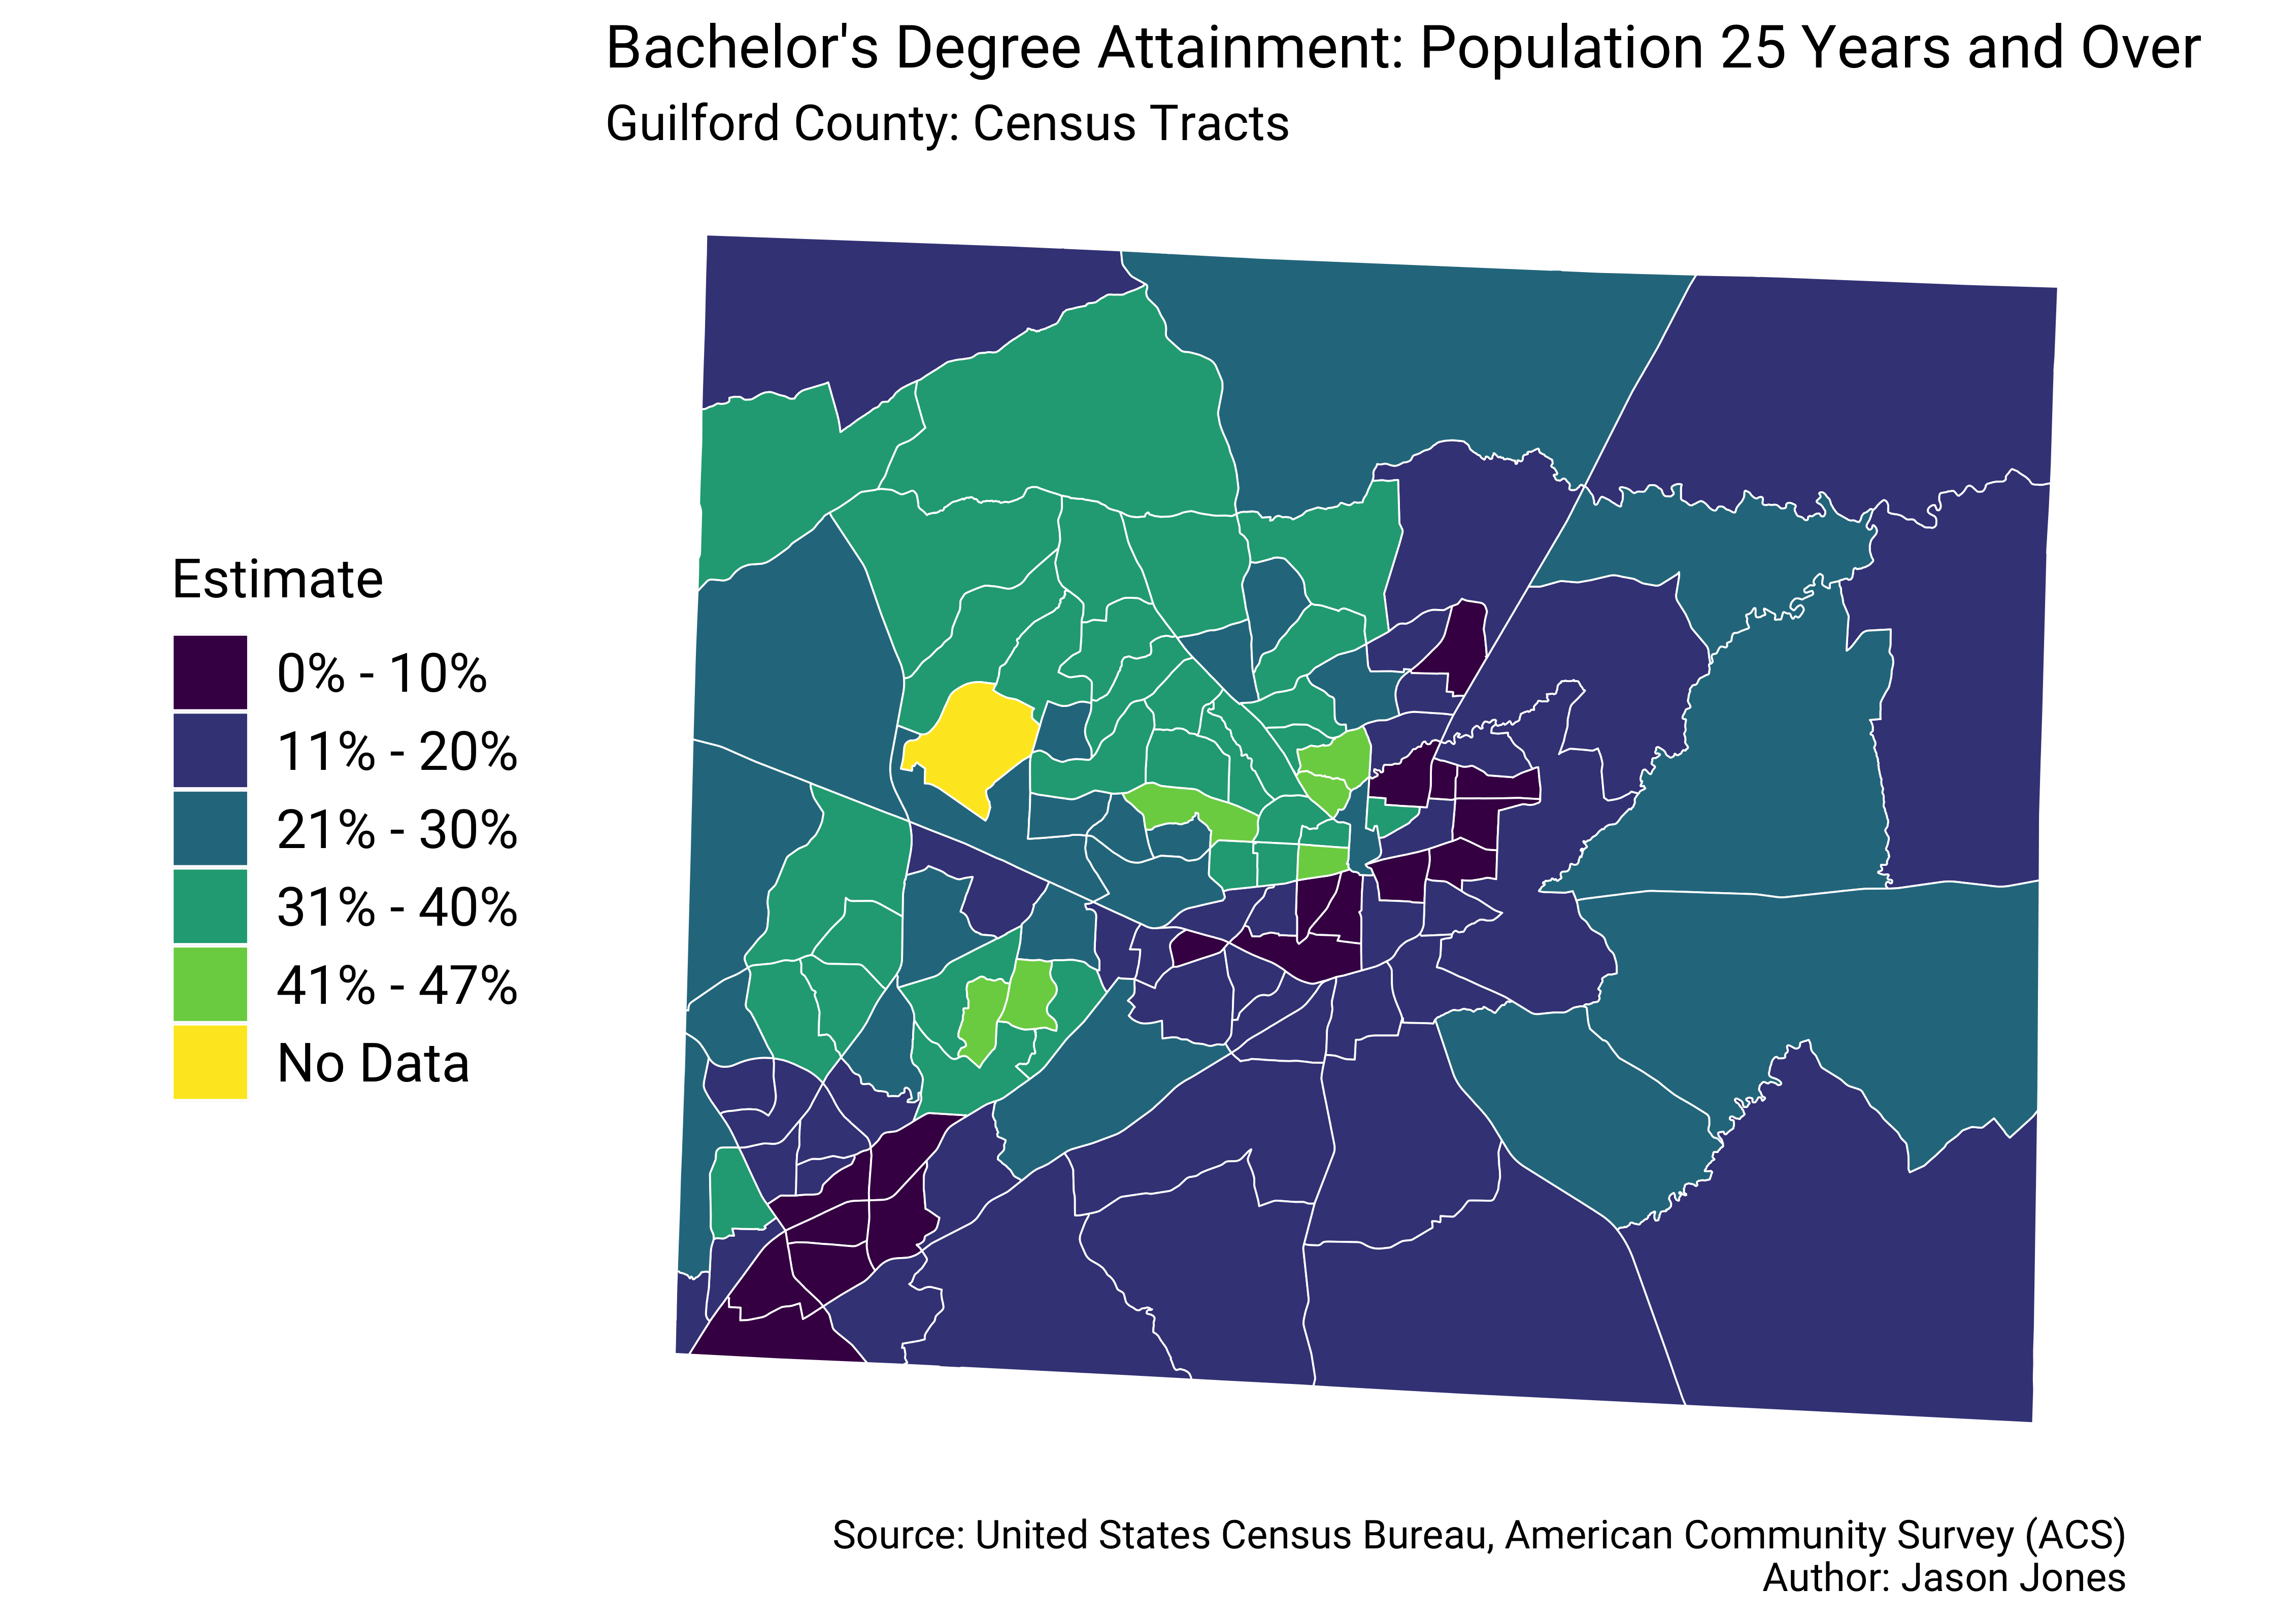 Bachelor's Degree Attainment: Population 25 Years and Over
Guilford County: Census Tracts
Estimate
0% - 10%
11% - 20%
21% - 30%
31% - 40%
41% - 47%
No Data
Source: United States Census Bureau, American Community Survey (ACS)
Author: Jason Jones